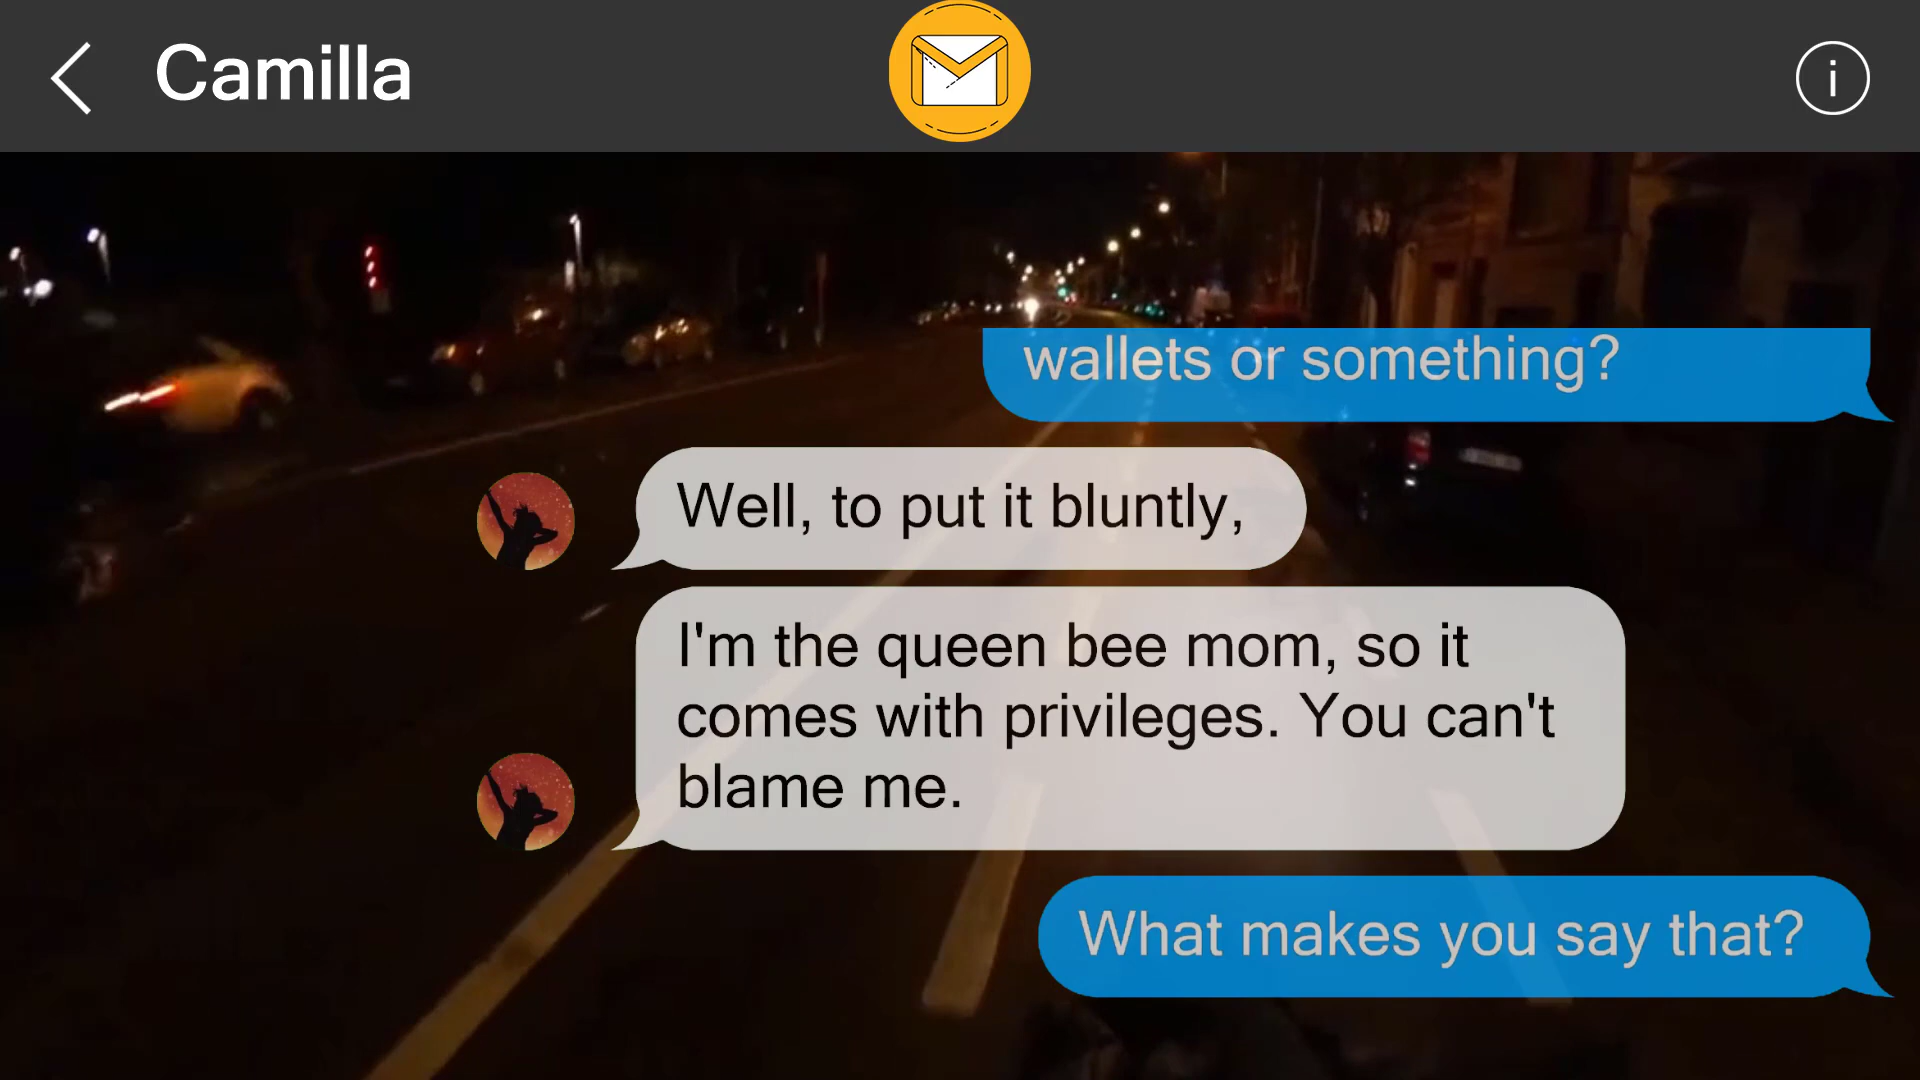 Camilla
i
wallets or something?
Well, to put it bluntly,
I'm the queen bee mom, so it
comes with privileges. You can't
blame me.
What makes you say that?